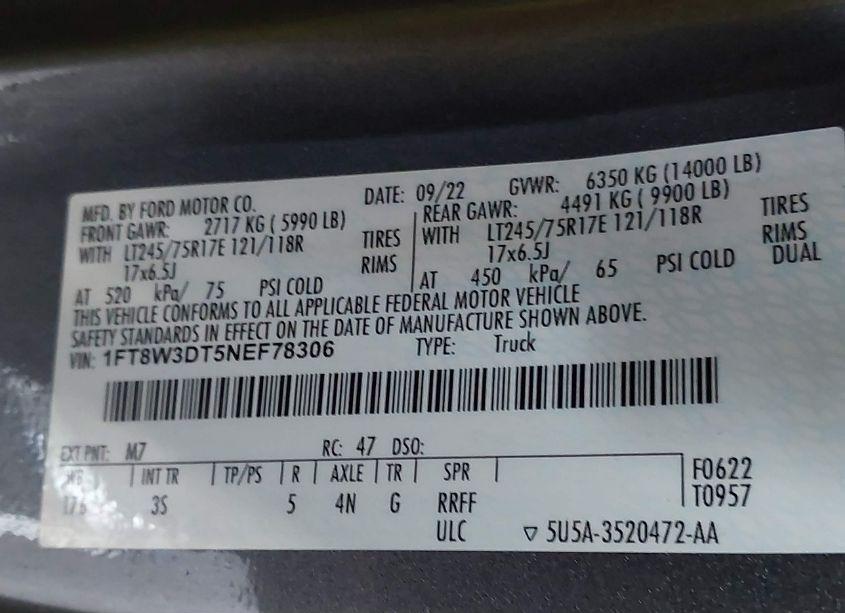 MFD. BY FORD MOTOR CO. DATE: 09/22 GVWR: 6350 KG (14000 LB)
FRONT GAWR: 2717 KG ( 5990 LB) REAR GAWR: 4491 KG ( 9900 LB)
WITH LT245/75R17E 121/118R TIRES WITH LT245/75R17E 121/118R TIRES
17x6.5J RIMS 17x6.5J RIMS
AT 520 kPa/ 75 PSI COLD AT 450 kPa/ 65 PSI COLD DUAL
THIS VEHICLE CONFORMS TO ALL APPLICABLE FEDERAL MOTOR VEHICLE
SAFETY STANDARDS IN EFFECT ON THE DATE OF MANUFACTURE SHOWN ABOVE.
VIN: 1FT8W3DT5NEF78306 TYPE: Truck
EXT PNT: M7 RC: 47 DSO:
WB INT TR TP/PS R AXLE TR SPR F0622
176 3S 5 4N G RRFF T0957
ULC 5U5A-3520472-AA